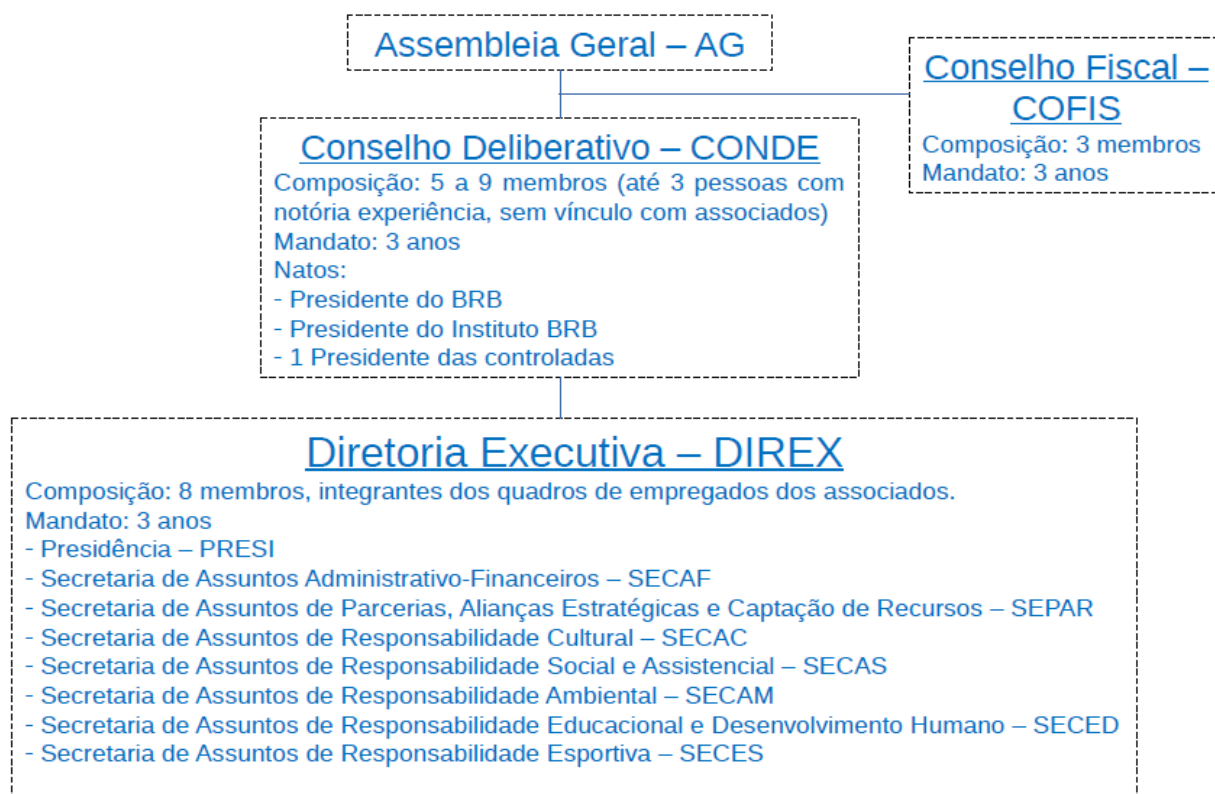 Assembleia Geral – AG
Conselho Fiscal –
COFIS
Composição: 3 membros
Mandato: 3 anos
Conselho Deliberativo – CONDE
Composição: 5 a 9 membros (até 3 pessoas com
notória experiência, sem vínculo com associados)
Mandato: 3 anos
Natos:
- Presidente do BRB
- Presidente do Instituto BRB
- 1 Presidente das controladas
Diretoria Executiva – DIREX
Composição: 8 membros, integrantes dos quadros de empregados dos associados.
Mandato: 3 anos
- Presidência – PRESI
- Secretaria de Assuntos Administrativo-Financeiros – SECAF
- Secretaria de Assuntos de Parcerias, Alianças Estratégicas e Captação de Recursos – SEPAR
- Secretaria de Assuntos de Responsabilidade Cultural – SECAC
- Secretaria de Assuntos de Responsabilidade Social e Assistencial – SECAS
- Secretaria de Assuntos de Responsabilidade Ambiental – SECAM
- Secretaria de Assuntos de Responsabilidade Educacional e Desenvolvimento Humano – SECED
- Secretaria de Assuntos de Responsabilidade Esportiva – SECES